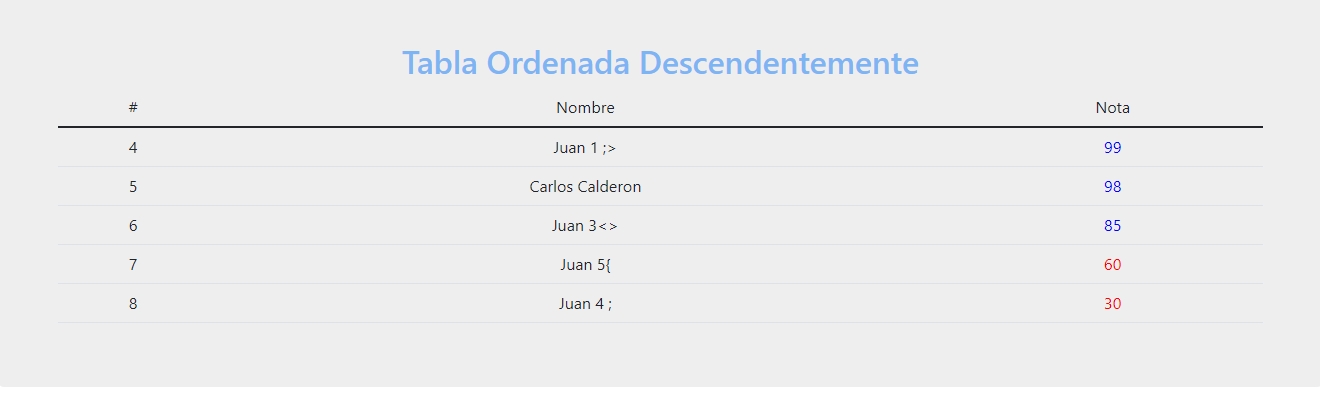 Tabla Ordenada Descendentemente
# Nombre Nota
4 Juan 1 ;> 99
5 Carlos Calderon 98
6 Juan 3<> 85
7 Juan 5{ 60
8 Juan 4 ; 30